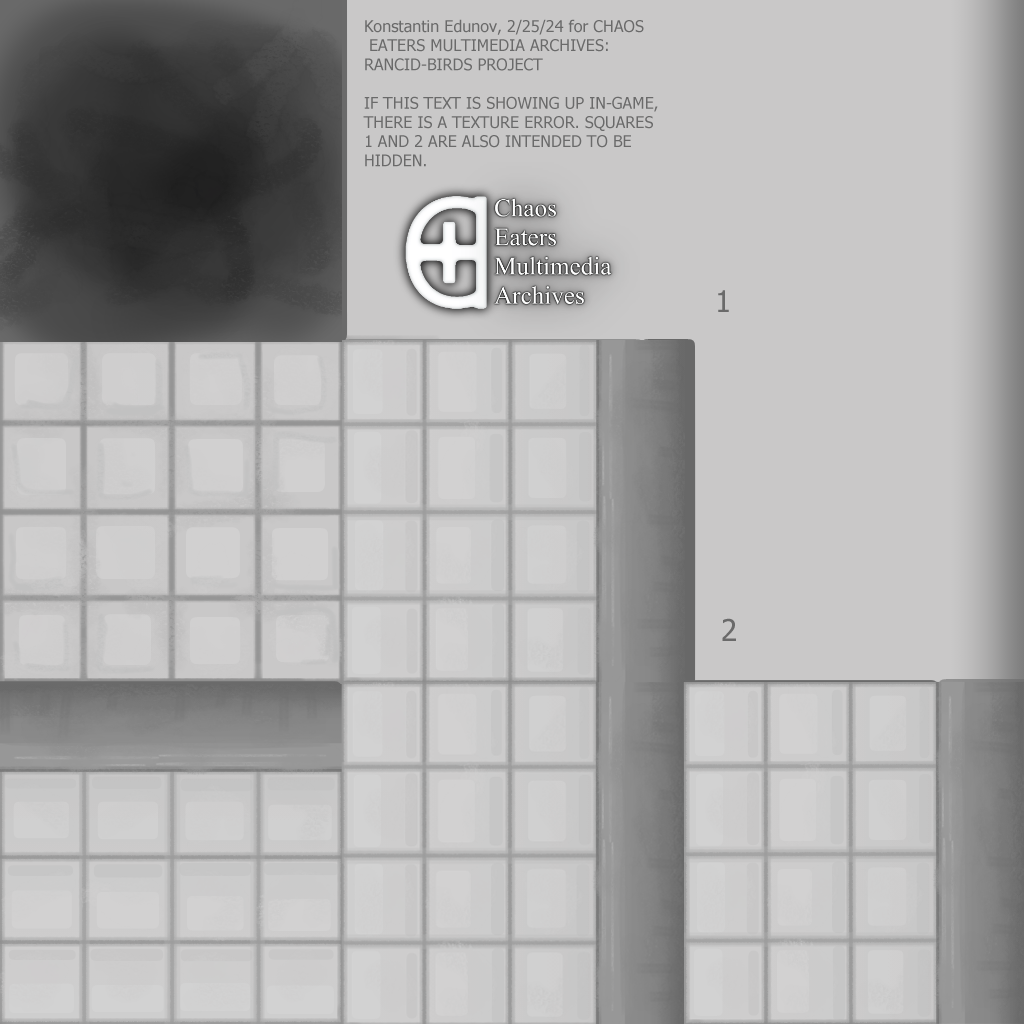 Konstantin Edunov, 2/25/24 for CHAOS
EATERS MULTIMEDIA ARCHIVES:
RANCID-BIRDS PROJECT
IF THIS TEXT IS SHOWING UP IN-GAME,
THERE IS A TEXTURE ERROR. SQUARES
1 AND 2 ARE ALSO INTENDED TO BE
HIDDEN.
Chaos
Eaters
Multimedia
Archives
1
2